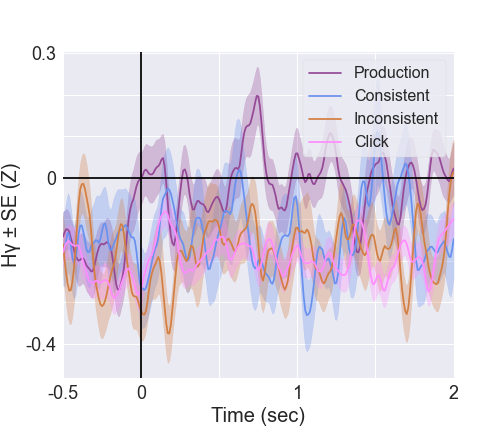 Production
Consistent
Inconsistent
Click
0.3
0
-0.4
Hγ ± SE (Z)
-0.5 0 1 2
Time (sec)